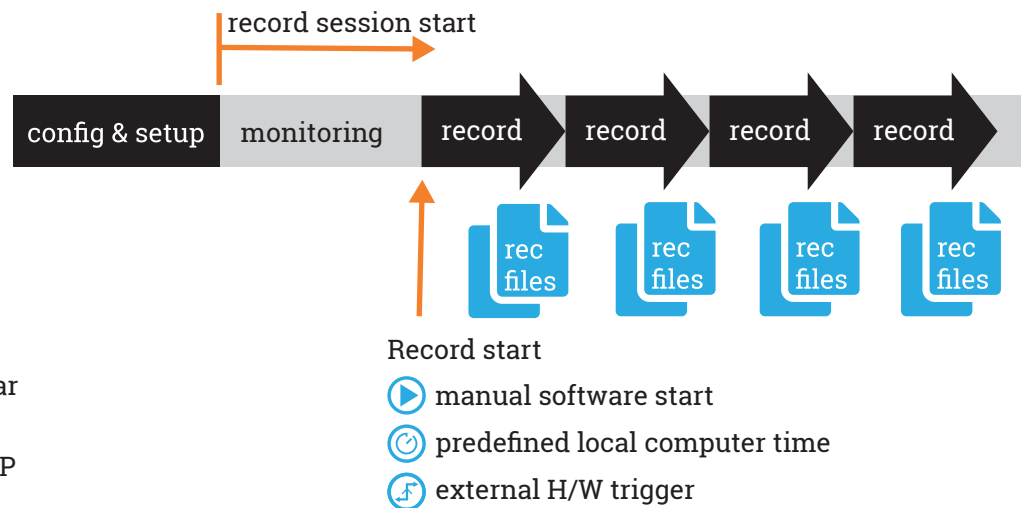 record session start
config & setup
monitoring
record
record
record
record
rec
files
rec
files
rec
files
rec
files
Record start
ar
manual software start
predefined local computer time
P
external H/W trigger